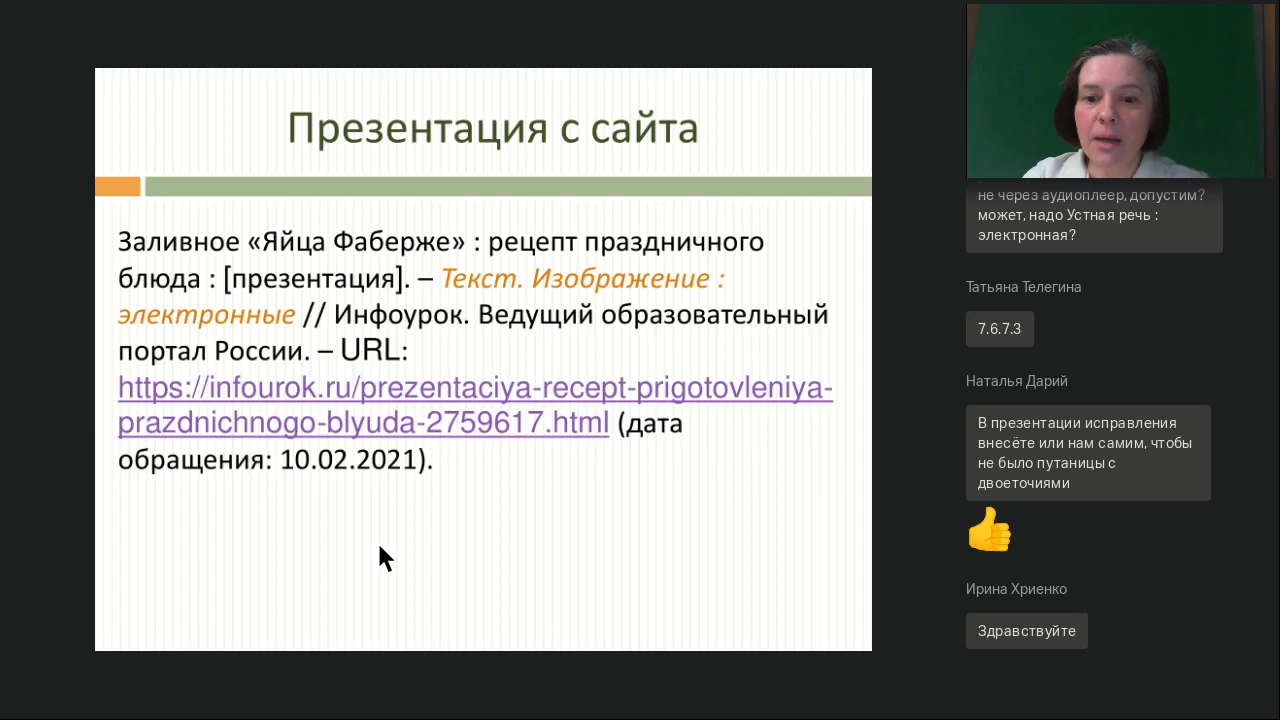 Презентация с сайта
Заливное «Яйца Фаберже» : рецепт праздничного
блюда : [презентация]. – Текст. Изображение :
электронные // Инфоурок. Ведущий образовательный
портал России. – URL:
https://infourok.ru/prezentaciya-recept-prigotovleniya-
prazdnichnogo-blyuda-2759617.html (дата
обращения: 10.02.2021).
не через аудиоплеер, допустим?
может, надо Устная речь :
электронная?
Татьяна Телегина
7.6.7.3
Наталья Дарий
В презентации исправления
внесёте или нам самим, чтобы
не было путаницы с
двоеточиями
Ирина Хриенко
Здравствуйте